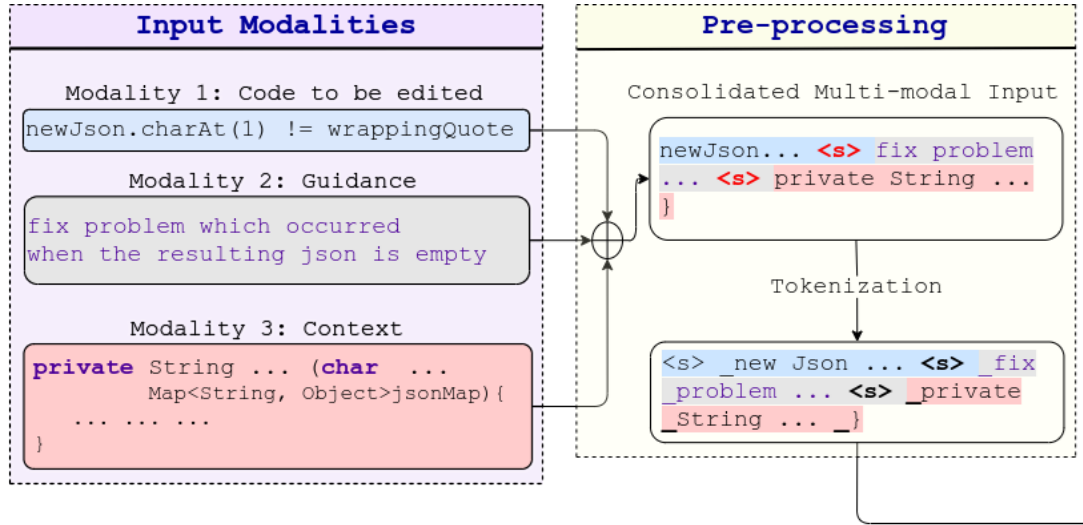 Input Modalities
Modality 1: Code to be edited
newJson.charAt(1) != wrappingQuote
Modality 2: Guidance
fix problem which occurred
when the resulting json is empty
Modality 3: Context
private String ... (char ...
Map<String, Object>jsonMap){
... ... ...
}
Pre-processing
Consolidated Multi-modal Input
newJson... <s> fix problem
... <s> private String ...
}
Tokenization
<s> _new Json ... <s> _fix
_problem ... <s> _private
_String ... _}